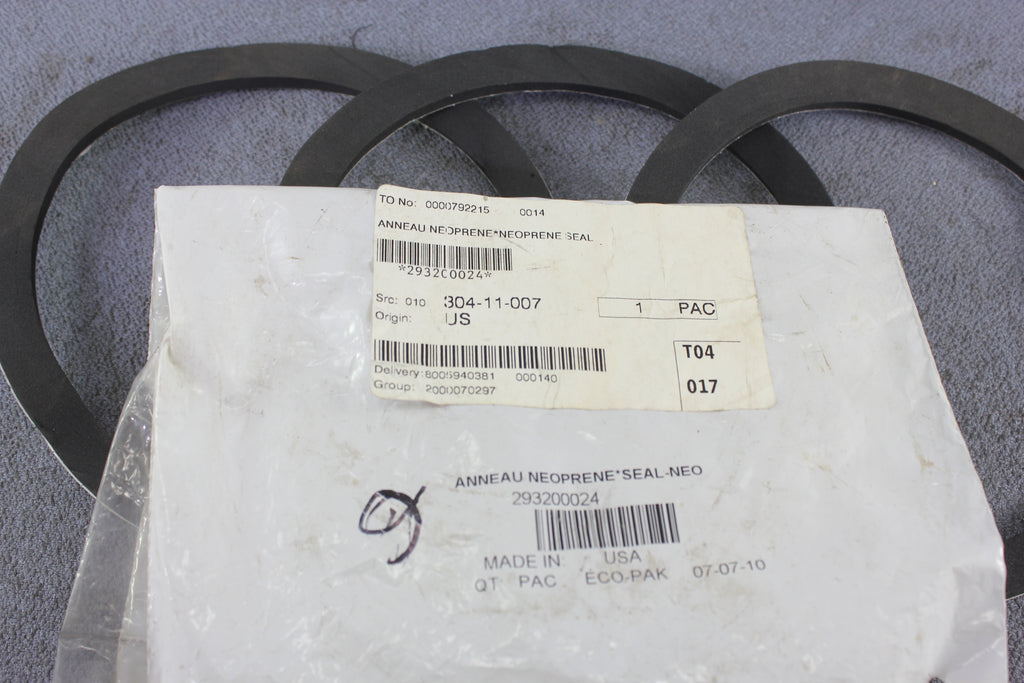 TO No: 0000792215 0014
ANNEAU NEOPRENE*NEOPRENE SEAL
*293200024*
Src: 010 304-11-007 1 PAC
Origin: US
T04
Delivery: 8005940381 000140
Group: 2000070297 017
ANNEAU NEOPRENE*SEAL-NEO
293200024
MADE IN: USA
QT PAC ECO-PAK 07-07-10